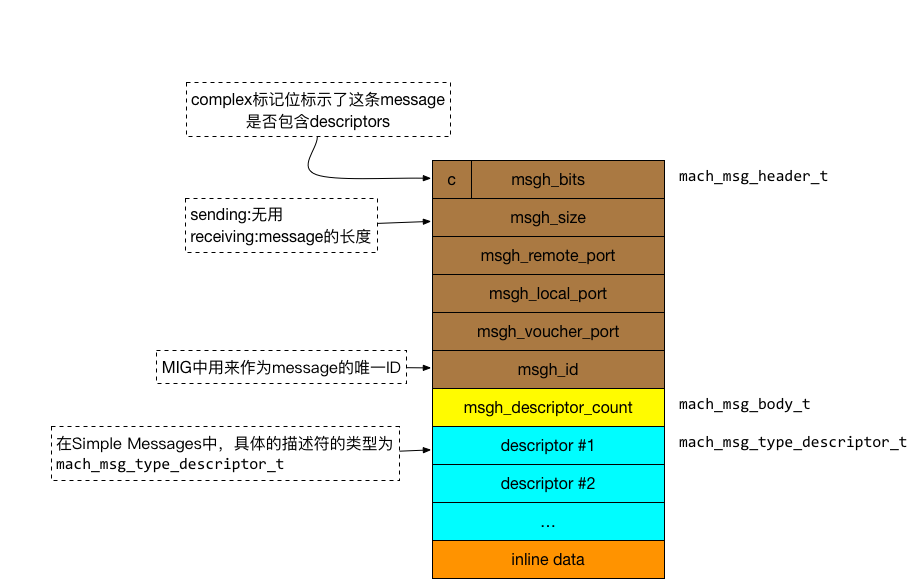 complex标记位标示了这条message
是否包含descriptors
c
msgh_bits
mach_msg_header_t
sending:无用
receiving:message的长度
msgh_size
msgh_remote_port
msgh_local_port
msgh_voucher_port
MIG中用来作为message的唯一ID
msgh_id
msgh_descriptor_count
mach_msg_body_t
在Simple Messages中，具体的描述符的类型为
mach_msg_type_descriptor_t
descriptor #1
mach_msg_type_descriptor_t
descriptor #2
...
inline data